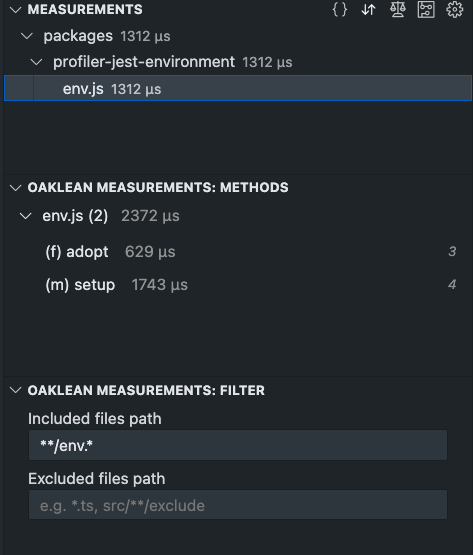 MEASUREMENTS { }
packages 1312 µs
profiler-jest-environment 1312 µs
env.js 1312 µs
OAKLEAN MEASUREMENTS: METHODS
env.js (2) 2372 µs
(f) adopt 629 µs 3
(m) setup 1743 µs 4
OAKLEAN MEASUREMENTS: FILTER
Included files path
**/env.*
Excluded files path
e.g. *.ts, src/**/exclude